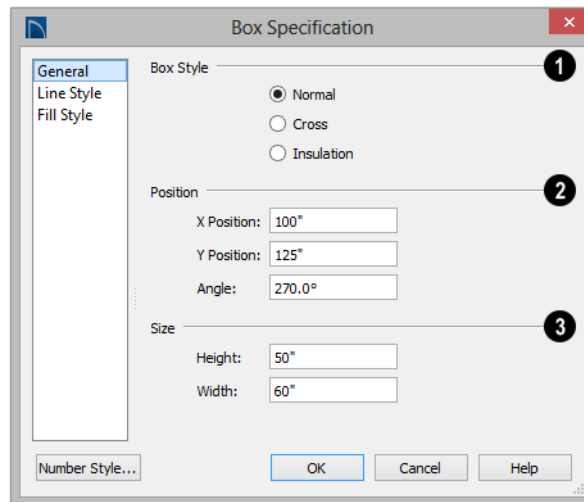 Box Specification
General
Line Style
Fill Style
Box Style
1
Normal
Cross
Insulation
Position
2
X Position: 100"
Y Position: 125"
Angle: 270.0°
Size
3
Height: 50"
Width: 60"
Number Style...
OK
Cancel
Help